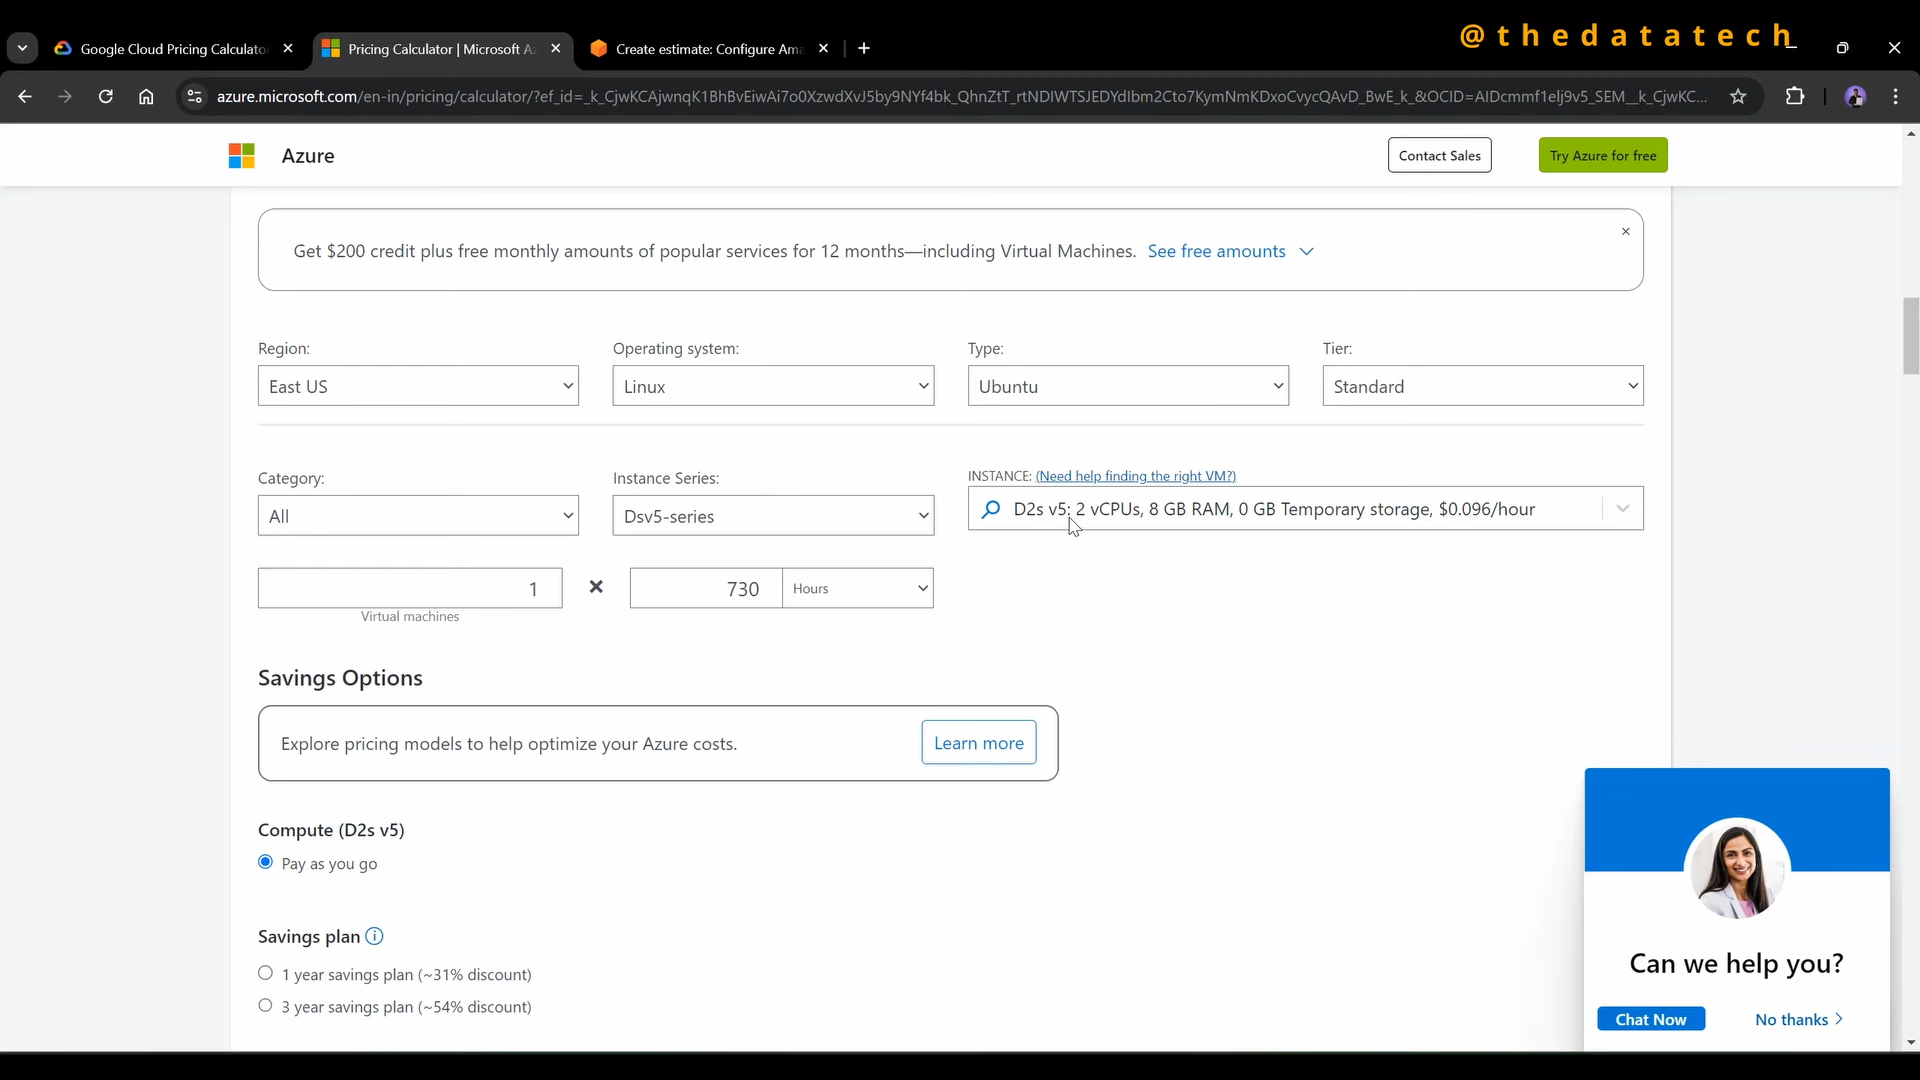 @thedatatech
Google Cloud Pricing Calculato
Pricing Calculator | Microsoft A
Create estimate: Configure Ama
azure.microsoft.com/en-in/pricing/calculator/?ef_id=_k_CjwKCAjwnqK1BhBvEiwAi7o0XzwdXvJ5by9NYf4bk_QhnZtT_rtNDIWTSJEDYdIbm2Cto7KymNmKDxoCvycQAvD_BwE_k_&OCID=AIDcmmf1elj9v5_SEM__k_CjwKC...
Azure
Contact Sales
Try Azure for free
Get $200 credit plus free monthly amounts of popular services for 12 months—including Virtual Machines. See free amounts
Region:
Operating system:
Type:
Tier:
East US
Linux
Ubuntu
Standard
Category:
Instance Series:
INSTANCE: (Need help finding the right VM?)
All
Dsv5-series
D2s v5: 2 vCPUs, 8 GB RAM, 0 GB Temporary storage, $0.096/hour
1
730
Hours
Virtual machines
Savings Options
Explore pricing models to help optimize your Azure costs.
Learn more
Compute (D2s v5)
Pay as you go
Savings plan
1 year savings plan (~31% discount)
3 year savings plan (~54% discount)
Can we help you?
Chat Now
No thanks